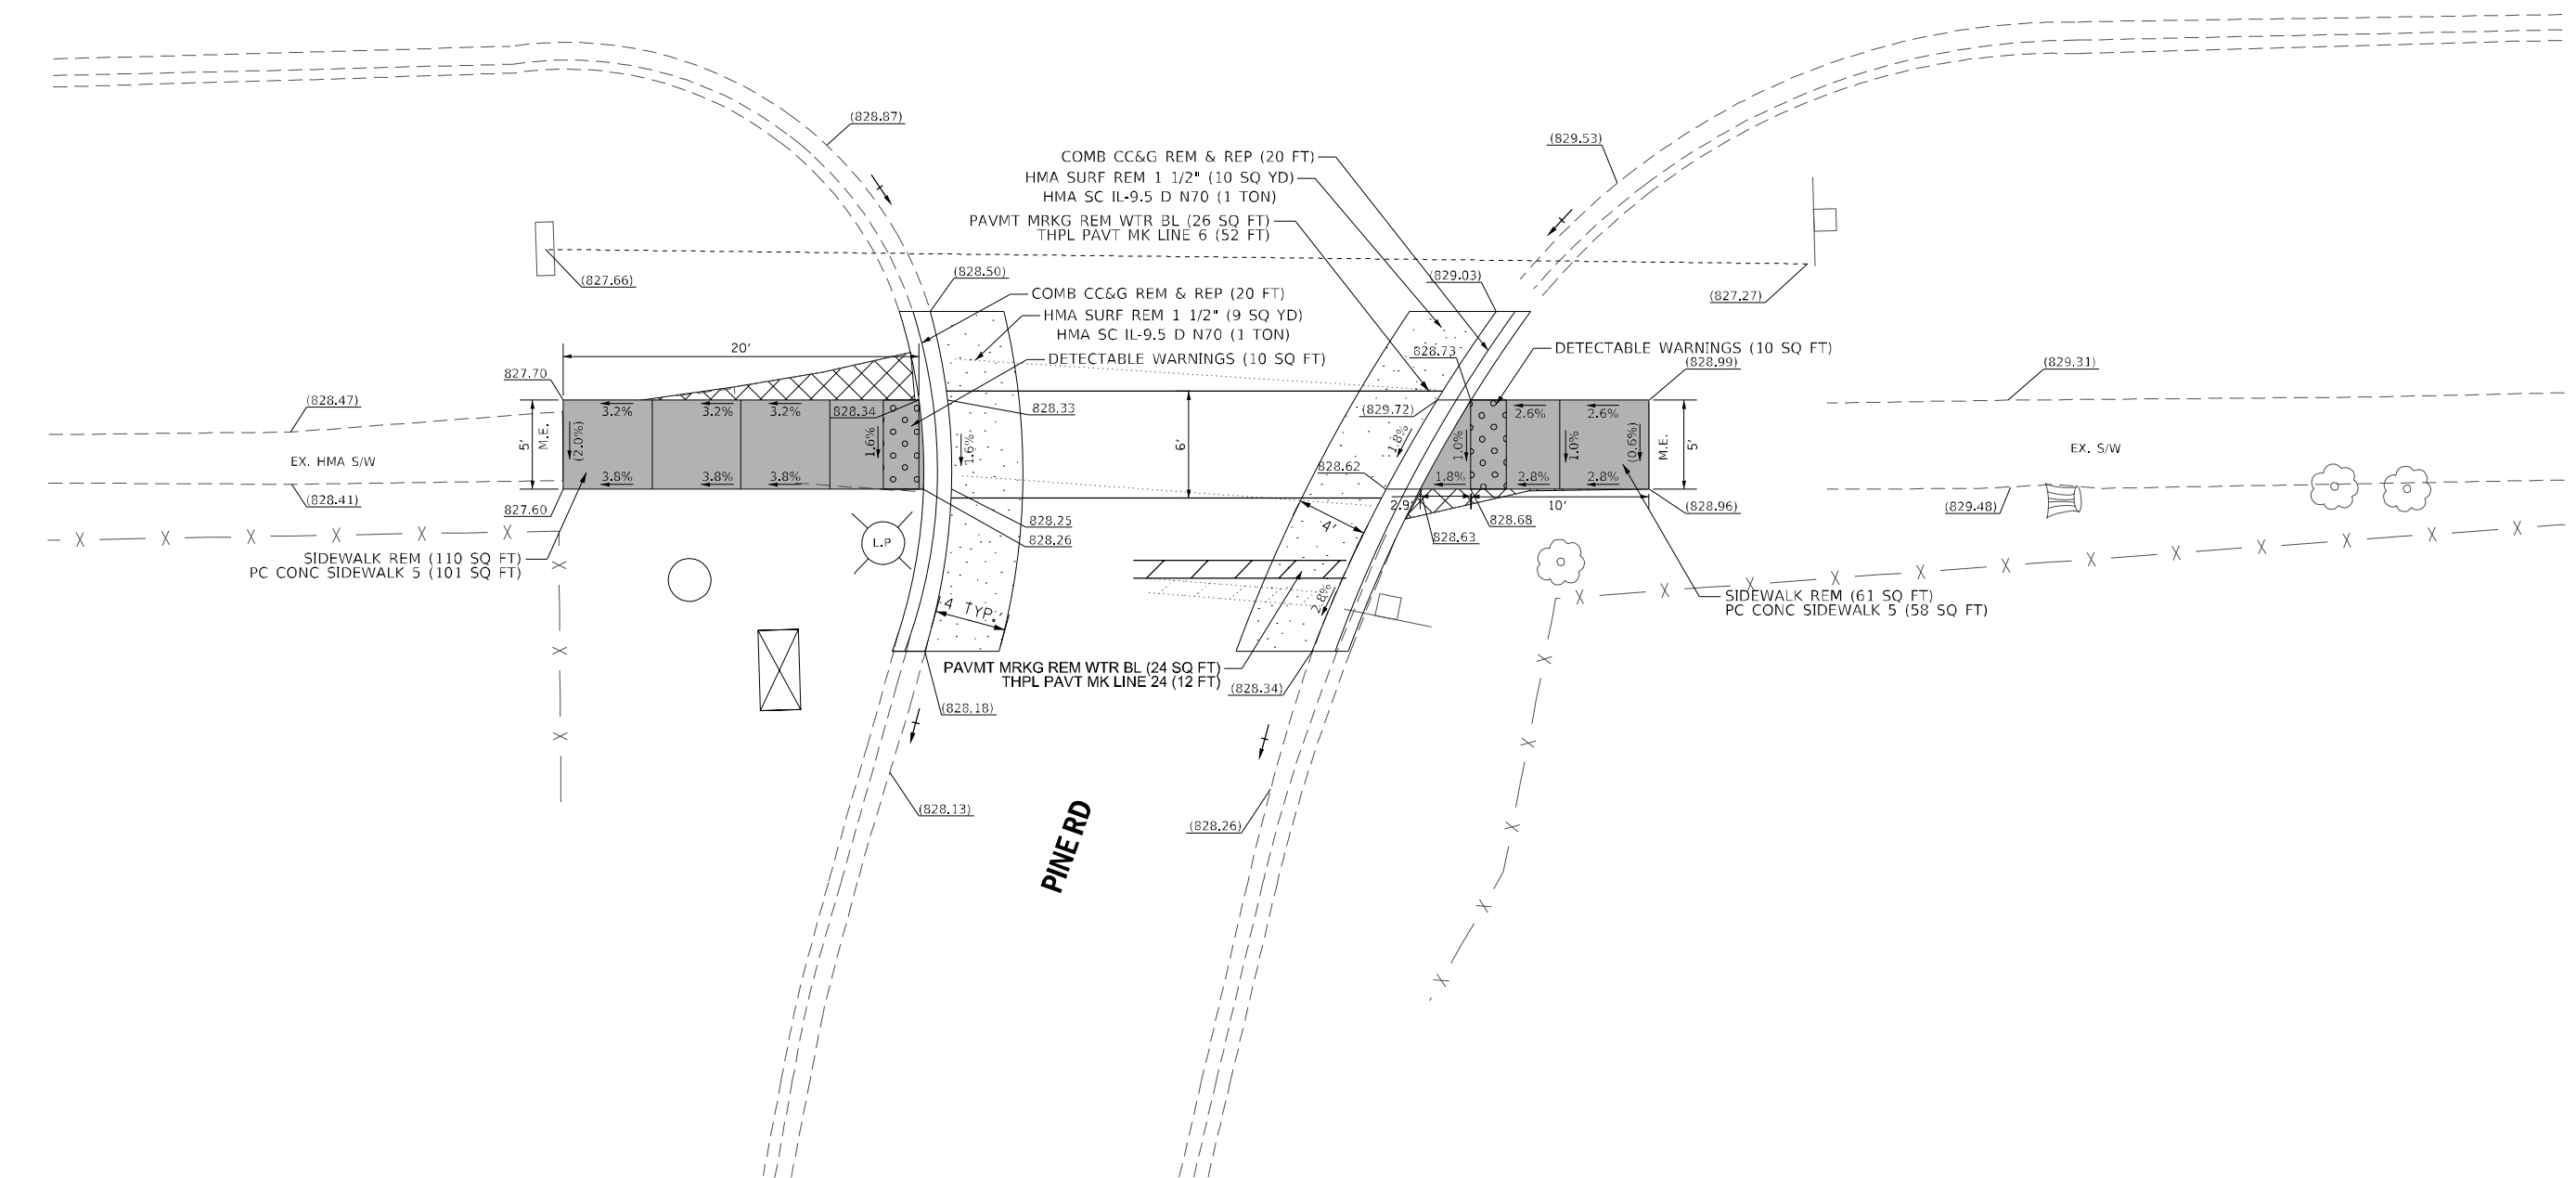 (828.87)
(829.53)
COMB CC&G REM & REP (20 FT)
HMA SURF REM 1 1/2" (10 SQ YD)
HMA SC IL-9.5 D N70 (1 TON)
PAVMT MRKG REM WTR BL (26 SQ FT)
THPL PAVT MK LINE 6 (52 FT)
(827.66)
(828.50)
(829.03)
(827.27)
COMB CC&G REM & REP (20 FT)
HMA SURF REM 1 1/2" (9 SQ YD)
HMA SC IL-9.5 D N70 (1 TON)
DETECTABLE WARNINGS (10 SQ FT)
20'
828.73
DETECTABLE WARNINGS (10 SQ FT)
(828.99)
(829.31)
827.70
(828.47)
3.2%
3.2%
3.2%
828.34
828.33
(829.72)
2.6%
2.6%
5'
M.E.
(2.0%)
1.6%
1.6%
6'
1.8%
1.0%
1.0%
(0.6%)
M.E.
5'
EX. HMA S/W
EX. S/W
828.62
3.8%
3.8%
3.8%
1.8%
2.8%
2.8%
(828.41)
827.60
828.25
828.26
2.9'
10'
828.68
828.63
(828.96)
(829.48)
4'
L.P
X X X X X X
SIDEWALK REM (110 SQ FT)
PC CONC SIDEWALK 5 (101 SQ FT)
SIDEWALK REM (61 SQ FT)
PC CONC SIDEWALK 5 (58 SQ FT)
4 TYP.'
2.8%
PAVMT MRKG REM WTR BL (24 SQ FT)
THPL PAVT MK LINE 24 (12 FT)
(828.34)
(828.18)
(828.13)
(828.26)
PINE RD